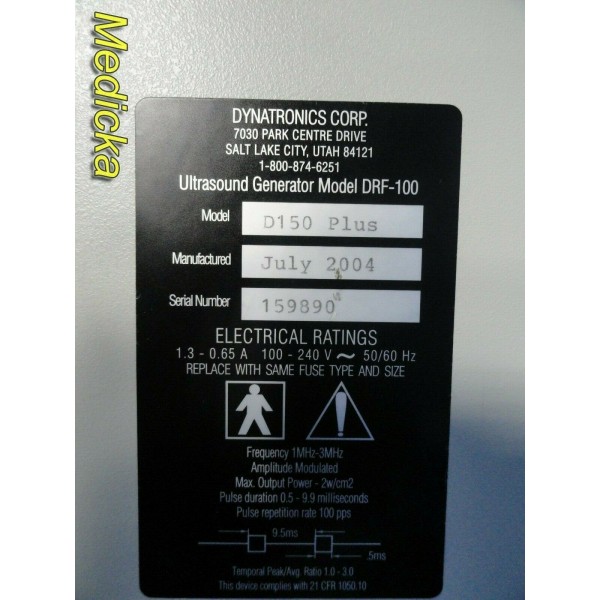 Medicka
DYNATRONICS CORP.
7030 PARK CENTRE DRIVE
SALT LAKE CITY, UTAH 84121
1-800-874-6251
Ultrasound Generator Model DRF-100
Model D150 Plus
Manufactured July 2004
Serial Number 159890
ELECTRICAL RATINGS
1.3 - 0.65 A 100 - 240 V ~ 50/60 Hz
REPLACE WITH SAME FUSE TYPE AND SIZE
Frequency 1MHz-3MHz
Amplitude Modulated
Max. Output Power - 2w/cm2
Pulse duration 0.5 - 9.9 milliseconds
Pulse repetition rate 100 pps
9.5ms
.5ms
Temporal Peak/Avg. Ratio 1.0 - 3.0
This device complies with 21 CFR 1050.10